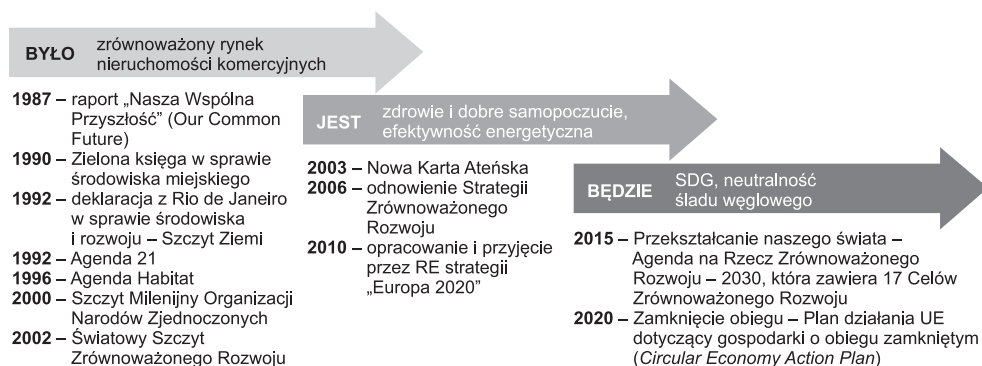 BYŁO
zrównoważony rynek
nieruchomości komercyjnych
1987 – raport „Nasza Wspólna
Przyszłość” (Our Common
Future)
1990 – Zielona księga w sprawie
środowiska miejskiego
1992 – deklaracja z Rio de Janeiro
w sprawie środowiska
i rozwoju – Szczyt Ziemi
1992 – Agenda 21
1996 – Agenda Habitat
2000 – Szczyt Milenijny Organizacji
Narodów Zjednoczonych
2002 – Światowy Szczyt
Zrównoważonego Rozwoju
JEST
zdrowie i dobre samopoczucie,
efektywność energetyczna
2003 – Nowa Karta Ateńska
2006 – odnowienie Strategii
Zrównoważonego
Rozwoju
2010 – opracowanie i przyjęcie
przez RE strategii
„Europa 2020”
BĘDZIE
SDG, neutralność
śladu węglowego
2015 – Przekształcanie naszego świata –
Agenda na Rzecz Zrównoważonego
Rozwoju – 2030, która zawiera 17 Celów
Zrównoważonego Rozwoju
2020 – Zamknięcie obiegu – Plan działania UE
dotyczący gospodarki o obiegu zamkniętym
(Circular Economy Action Plan)